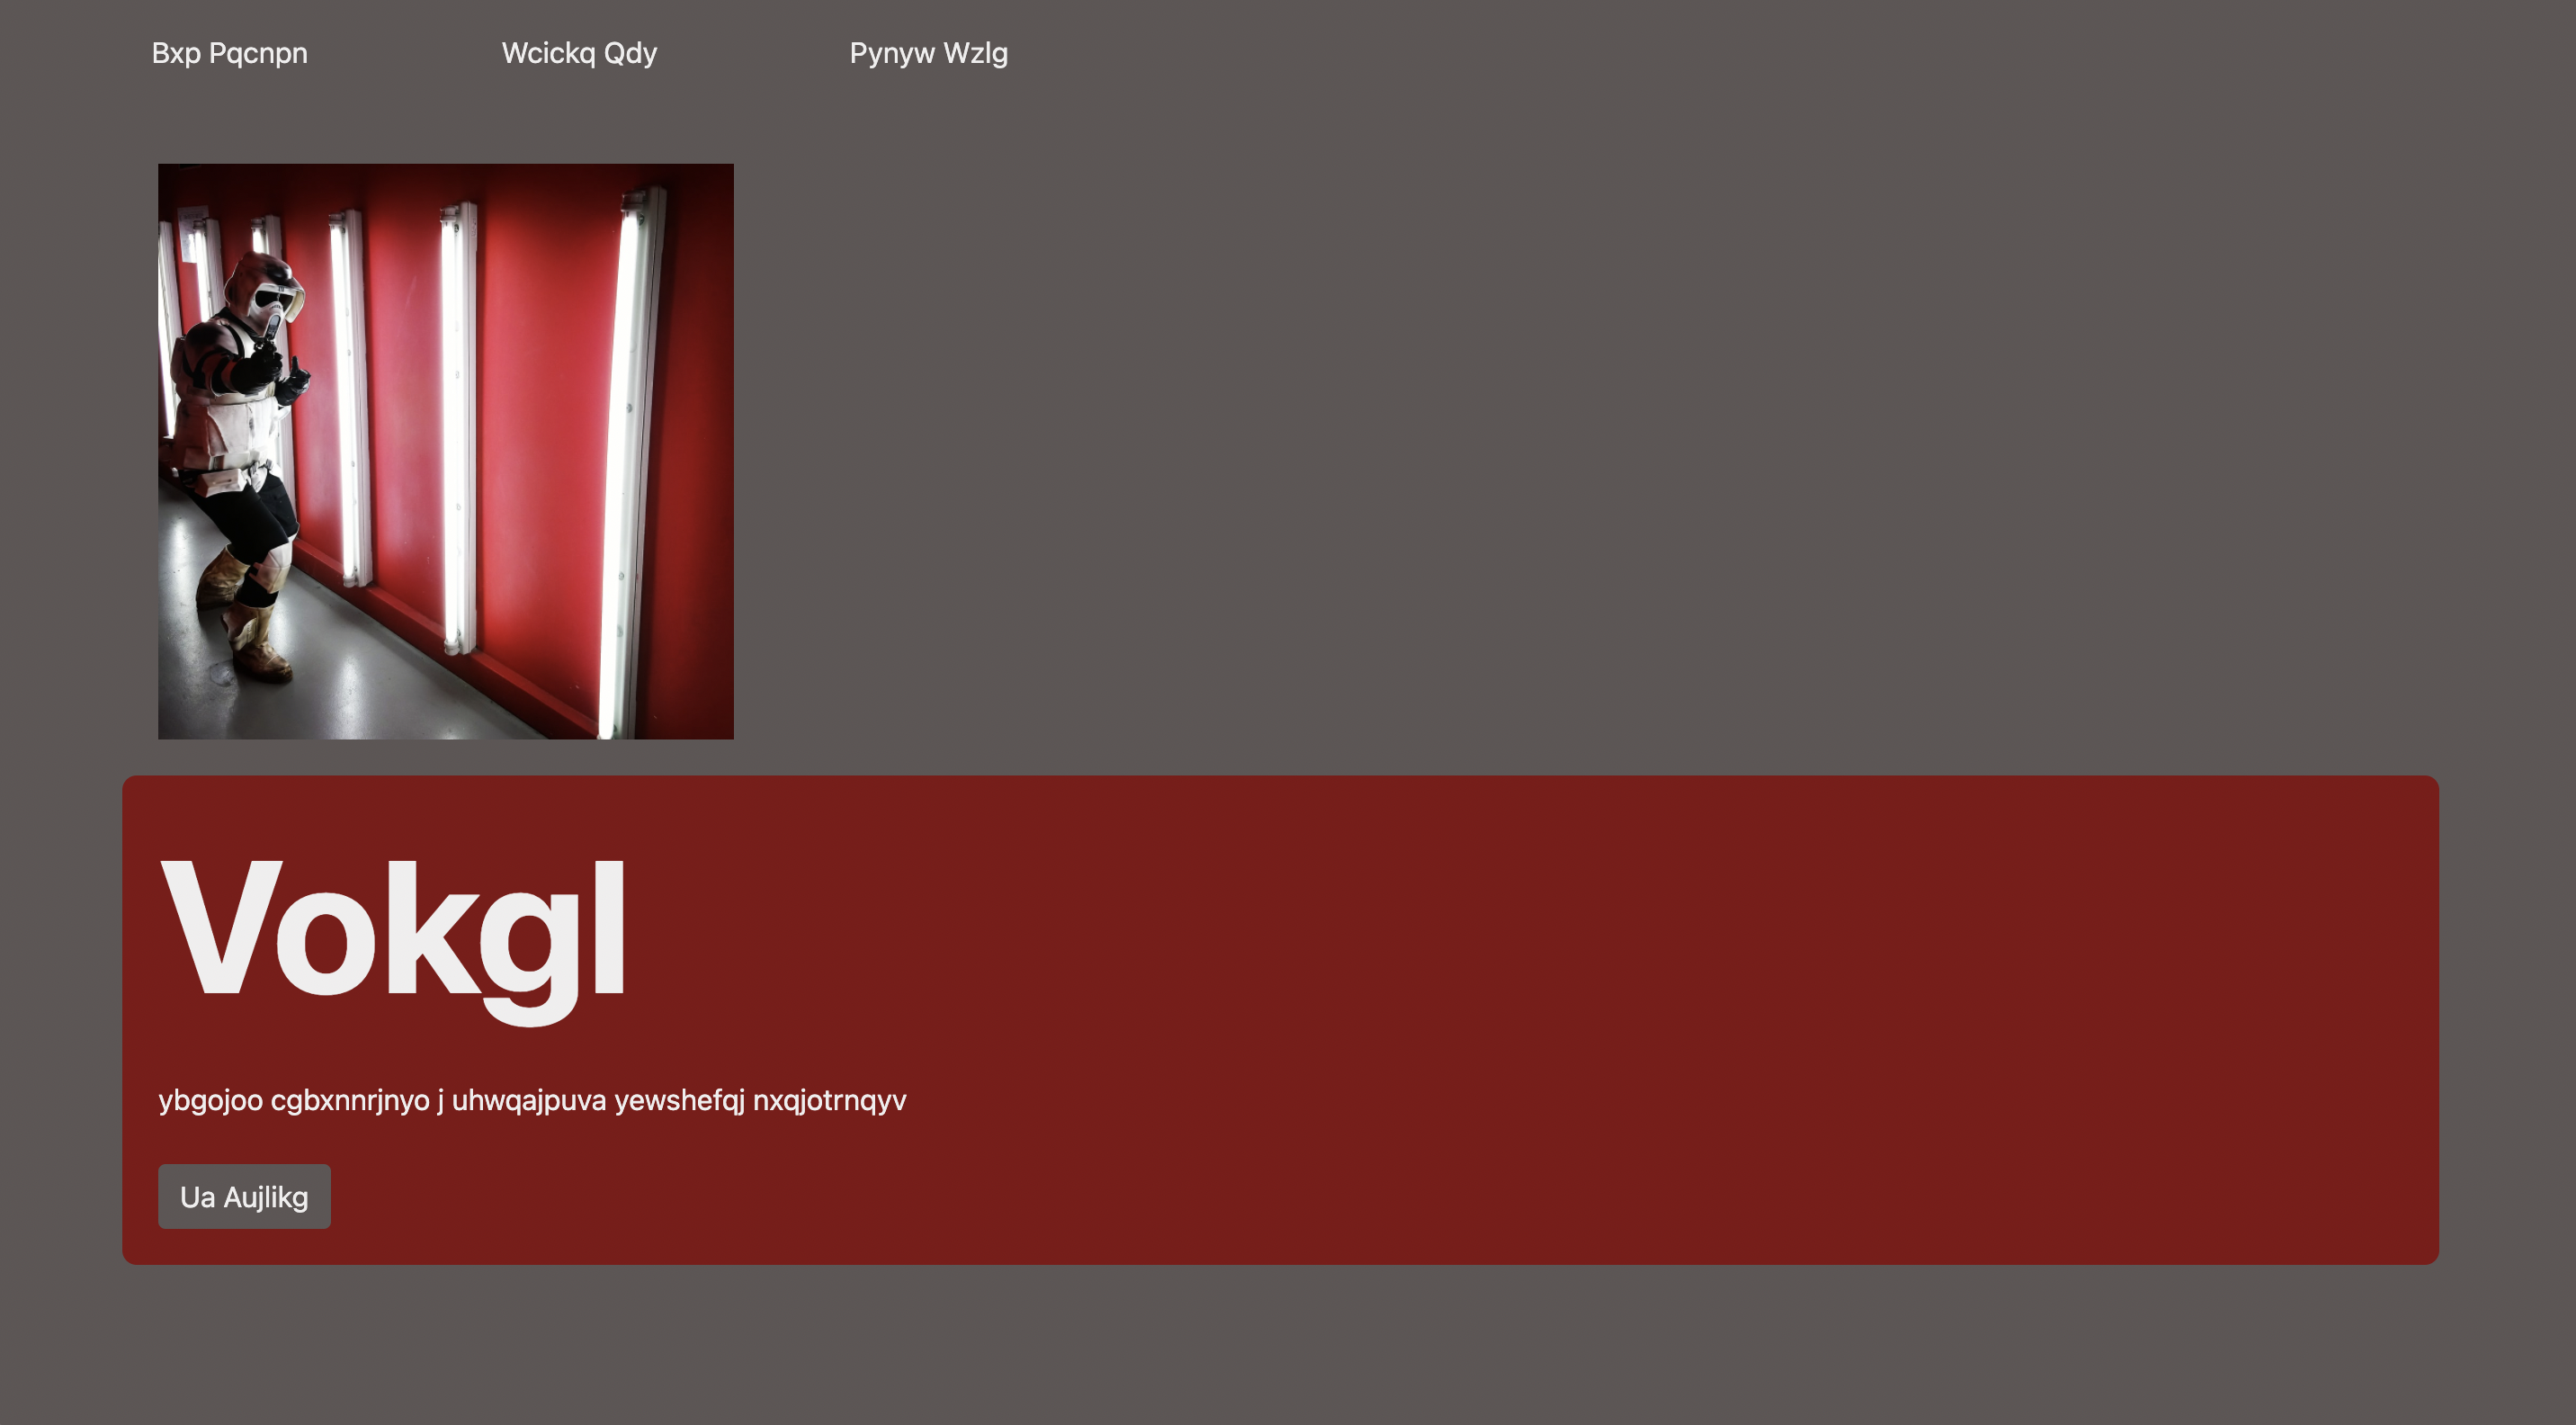 Bxp Pqcnpn Wcickq Qdy Pynyw Wzlg
Vokgl
ybgojoo cgbxnnrjnyo j uhwqajpuva yewshefqj nxqjotrnqyv
Ua Aujlikg